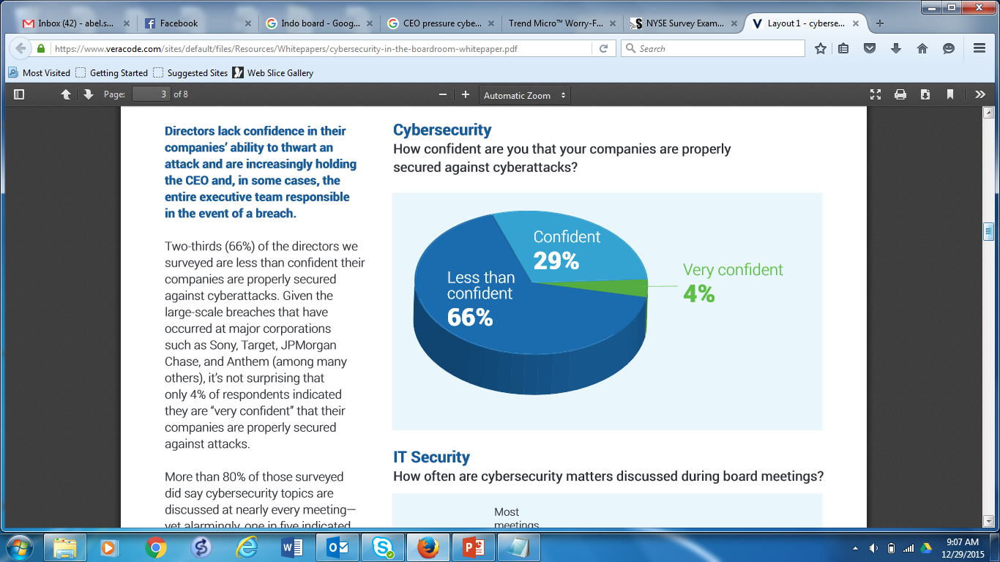 Inbox (42) - abel.s...
Facebook
Indo board - Goog...
CEO pressure cybe...
Trend Micro™ Worry-F...
NYSE Survey Exam...
Layout 1 - cyberse...
https://www.veracode.com/sites/default/files/Resources/Whitepapers/cybersecurity-in-the-boardroom-whitepaper.pdf
Search
Most Visited
Getting Started
Suggested Sites
Web Slice Gallery
Page: 3 of 8
Automatic Zoom
Directors lack confidence in their
companies’ ability to thwart an
attack and are increasingly holding
the CEO and, in some cases, the
entire executive team responsible
in the event of a breach.
Two-thirds (66%) of the directors we
surveyed are less than confident their
companies are properly secured
against cyberattacks. Given the
large-scale breaches that have
occurred at major corporations
such as Sony, Target, JPMorgan
Chase, and Anthem (among many
others), it’s not surprising that
only 4% of respondents indicated
they are “very confident” that their
companies are properly secured
against attacks.
More than 80% of those surveyed
did say cybersecurity topics are
discussed at nearly every meeting—
yet alarmingly, one in five indicated
Cybersecurity
How confident are you that your companies are properly
secured against cyberattacks?
Confident
29%
Less than
confident
66%
Very confident
4%
IT Security
How often are cybersecurity matters discussed during board meetings?
Most
meetings
9:07 AM
12/29/2015